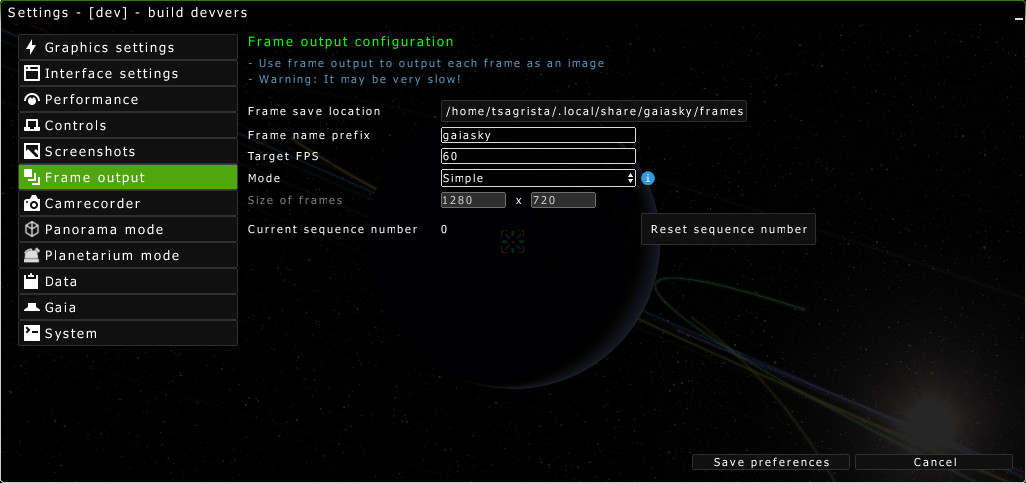 Settings - [dev] - build devvers
Graphics settings
Interface settings
Performance
Controls
Screenshots
Frame output
Camrecorder
Panorama mode
Planetarium mode
Data
Gaia
System
Frame output configuration
- Use frame output to output each frame as an image
- Warning: It may be very slow!
Frame save location /home/tsagrista/.local/share/gaiasky/frames
Frame name prefix gaiasky
Target FPS 60
Mode Simple i
Size of frames 1280 x 720
Current sequence number 0 Reset sequence number
Save preferences Cancel